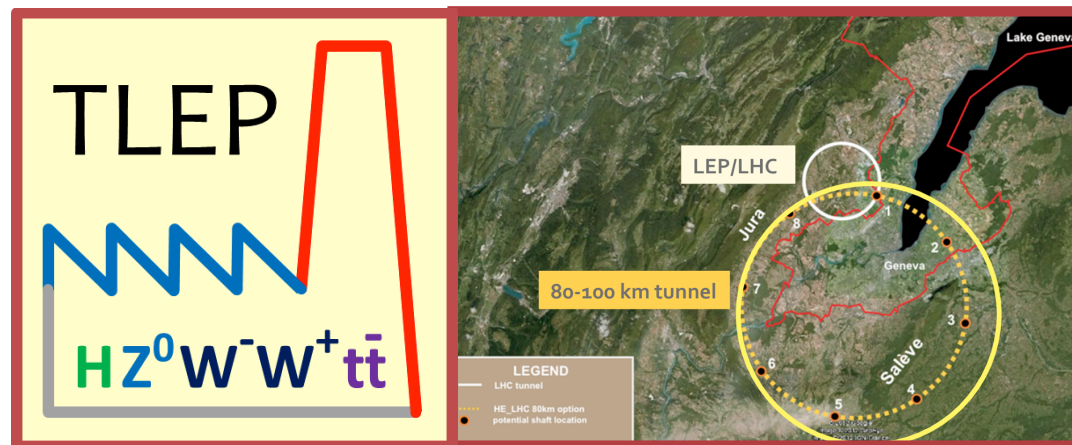 TLEP
H Z⁰ W⁻ W⁺ tt̄
Lake Geneva
LEP/LHC
Jura
1
8
2
Geneva
7
80-100 km tunnel
3
Salève
6
4
5
LEGEND
LHC tunnel
HE_LHC 80km option
potential shaft location